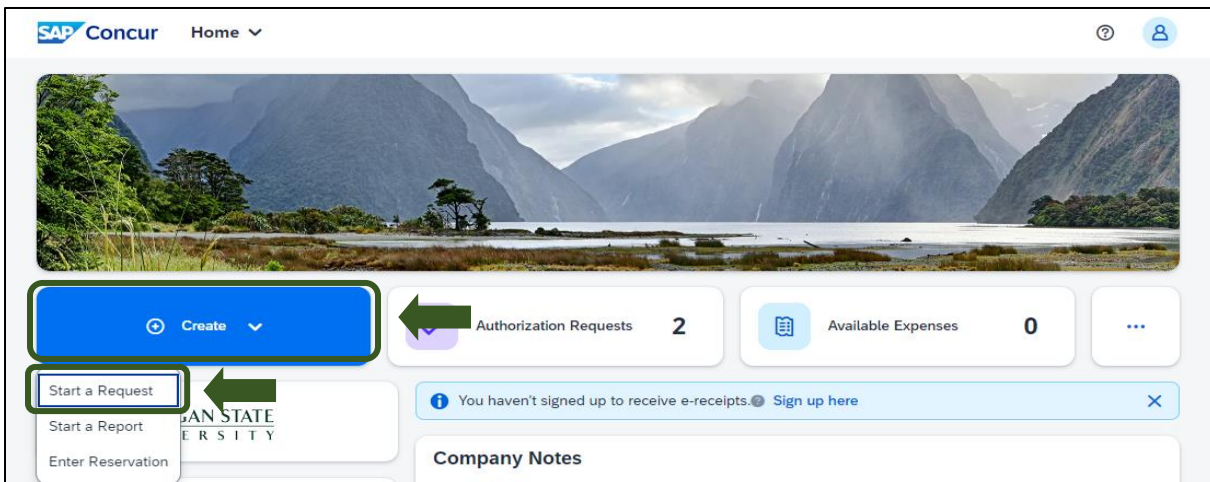 SAP Concur Home
Create
Authorization Requests 2
Available Expenses 0
...
Start a Request
Start a Report
Enter Reservation
GAN STATE
ERSITY
You haven't signed up to receive e-receipts. Sign up here
Company Notes